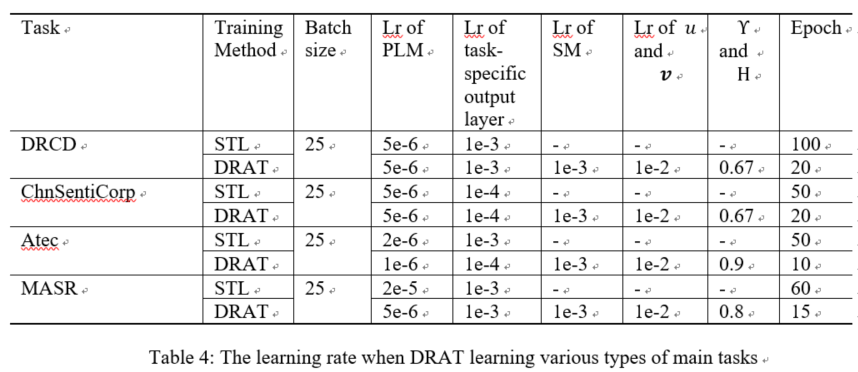 Task Training Method Batch size Lr of PLM Lr of task-specific output layer Lr of SM Lr of u and v ϒ and H Epoch
DRCD STL 25 5e-6 1e-3 - - - 100
DRAT 5e-6 1e-3 1e-3 1e-2 0.67 20
ChnSentiCorp STL 25 5e-6 1e-4 - - - 50
DRAT 5e-6 1e-4 1e-3 1e-2 0.67 20
Atec STL 25 2e-6 1e-3 - - - 50
DRAT 1e-6 1e-4 1e-3 1e-2 0.9 10
MASR STL 25 2e-5 1e-3 - - - 60
DRAT 5e-6 1e-3 1e-3 1e-2 0.8 15
Table 4: The learning rate when DRAT learning various types of main tasks